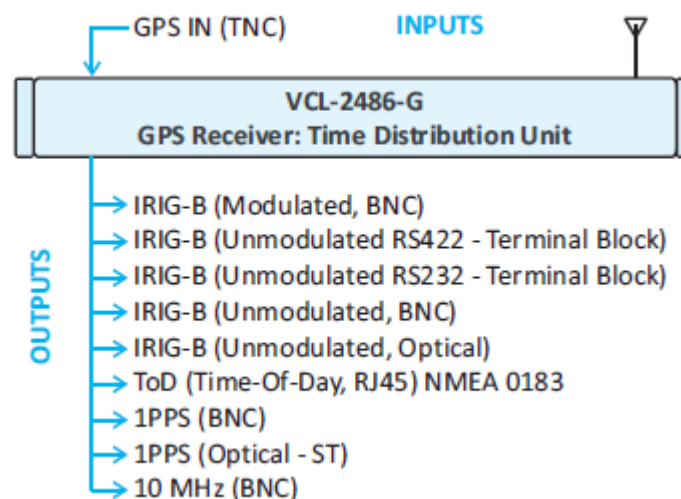 GPS IN (TNC)
INPUTS
VCL-2486-G
GPS Receiver: Time Distribution Unit
OUTPUTS
IRIG-B (Modulated, BNC)
IRIG-B (Unmodulated RS422 - Terminal Block)
IRIG-B (Unmodulated RS232 - Terminal Block)
IRIG-B (Unmodulated, BNC)
IRIG-B (Unmodulated, Optical)
ToD (Time-Of-Day, RJ45) NMEA 0183
1PPS (BNC)
1PPS (Optical - ST)
10 MHz (BNC)